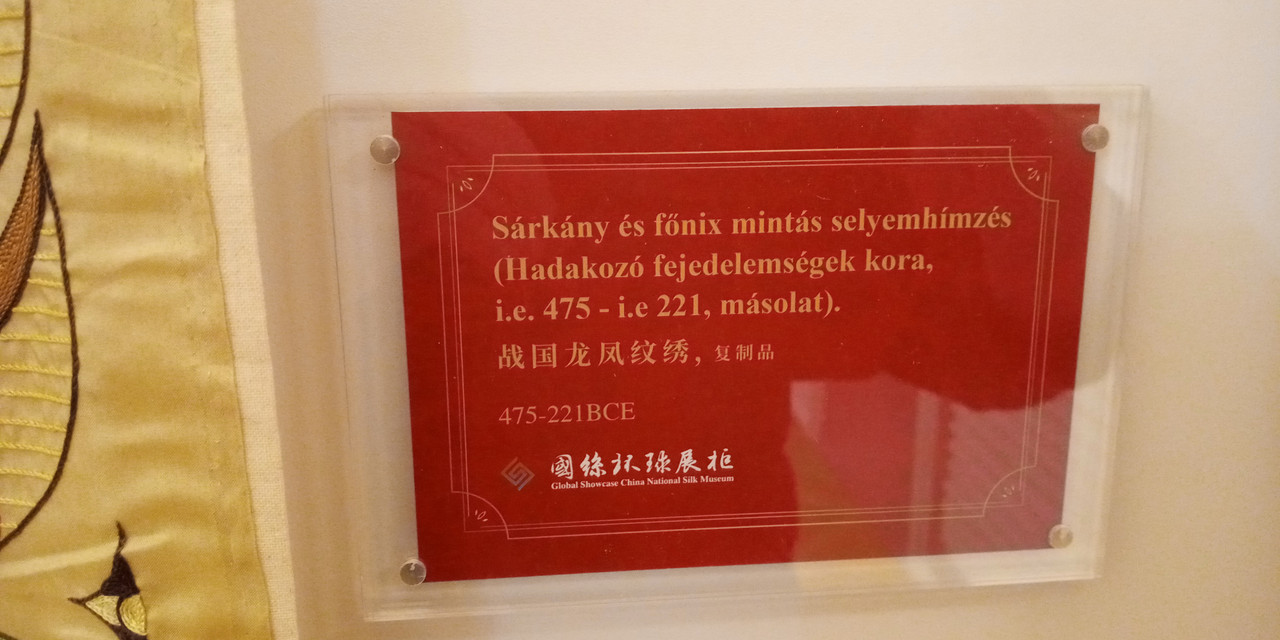 Sárkány és főnix mintás selyemhímzés
(Hadakozó fejedelemségek kora,
i.e. 475 - i.e 221, másolat).
战国龙凤纹绣，复制品
475-221BCE
國絲环球展柜
Global Showcase China National Silk Museum